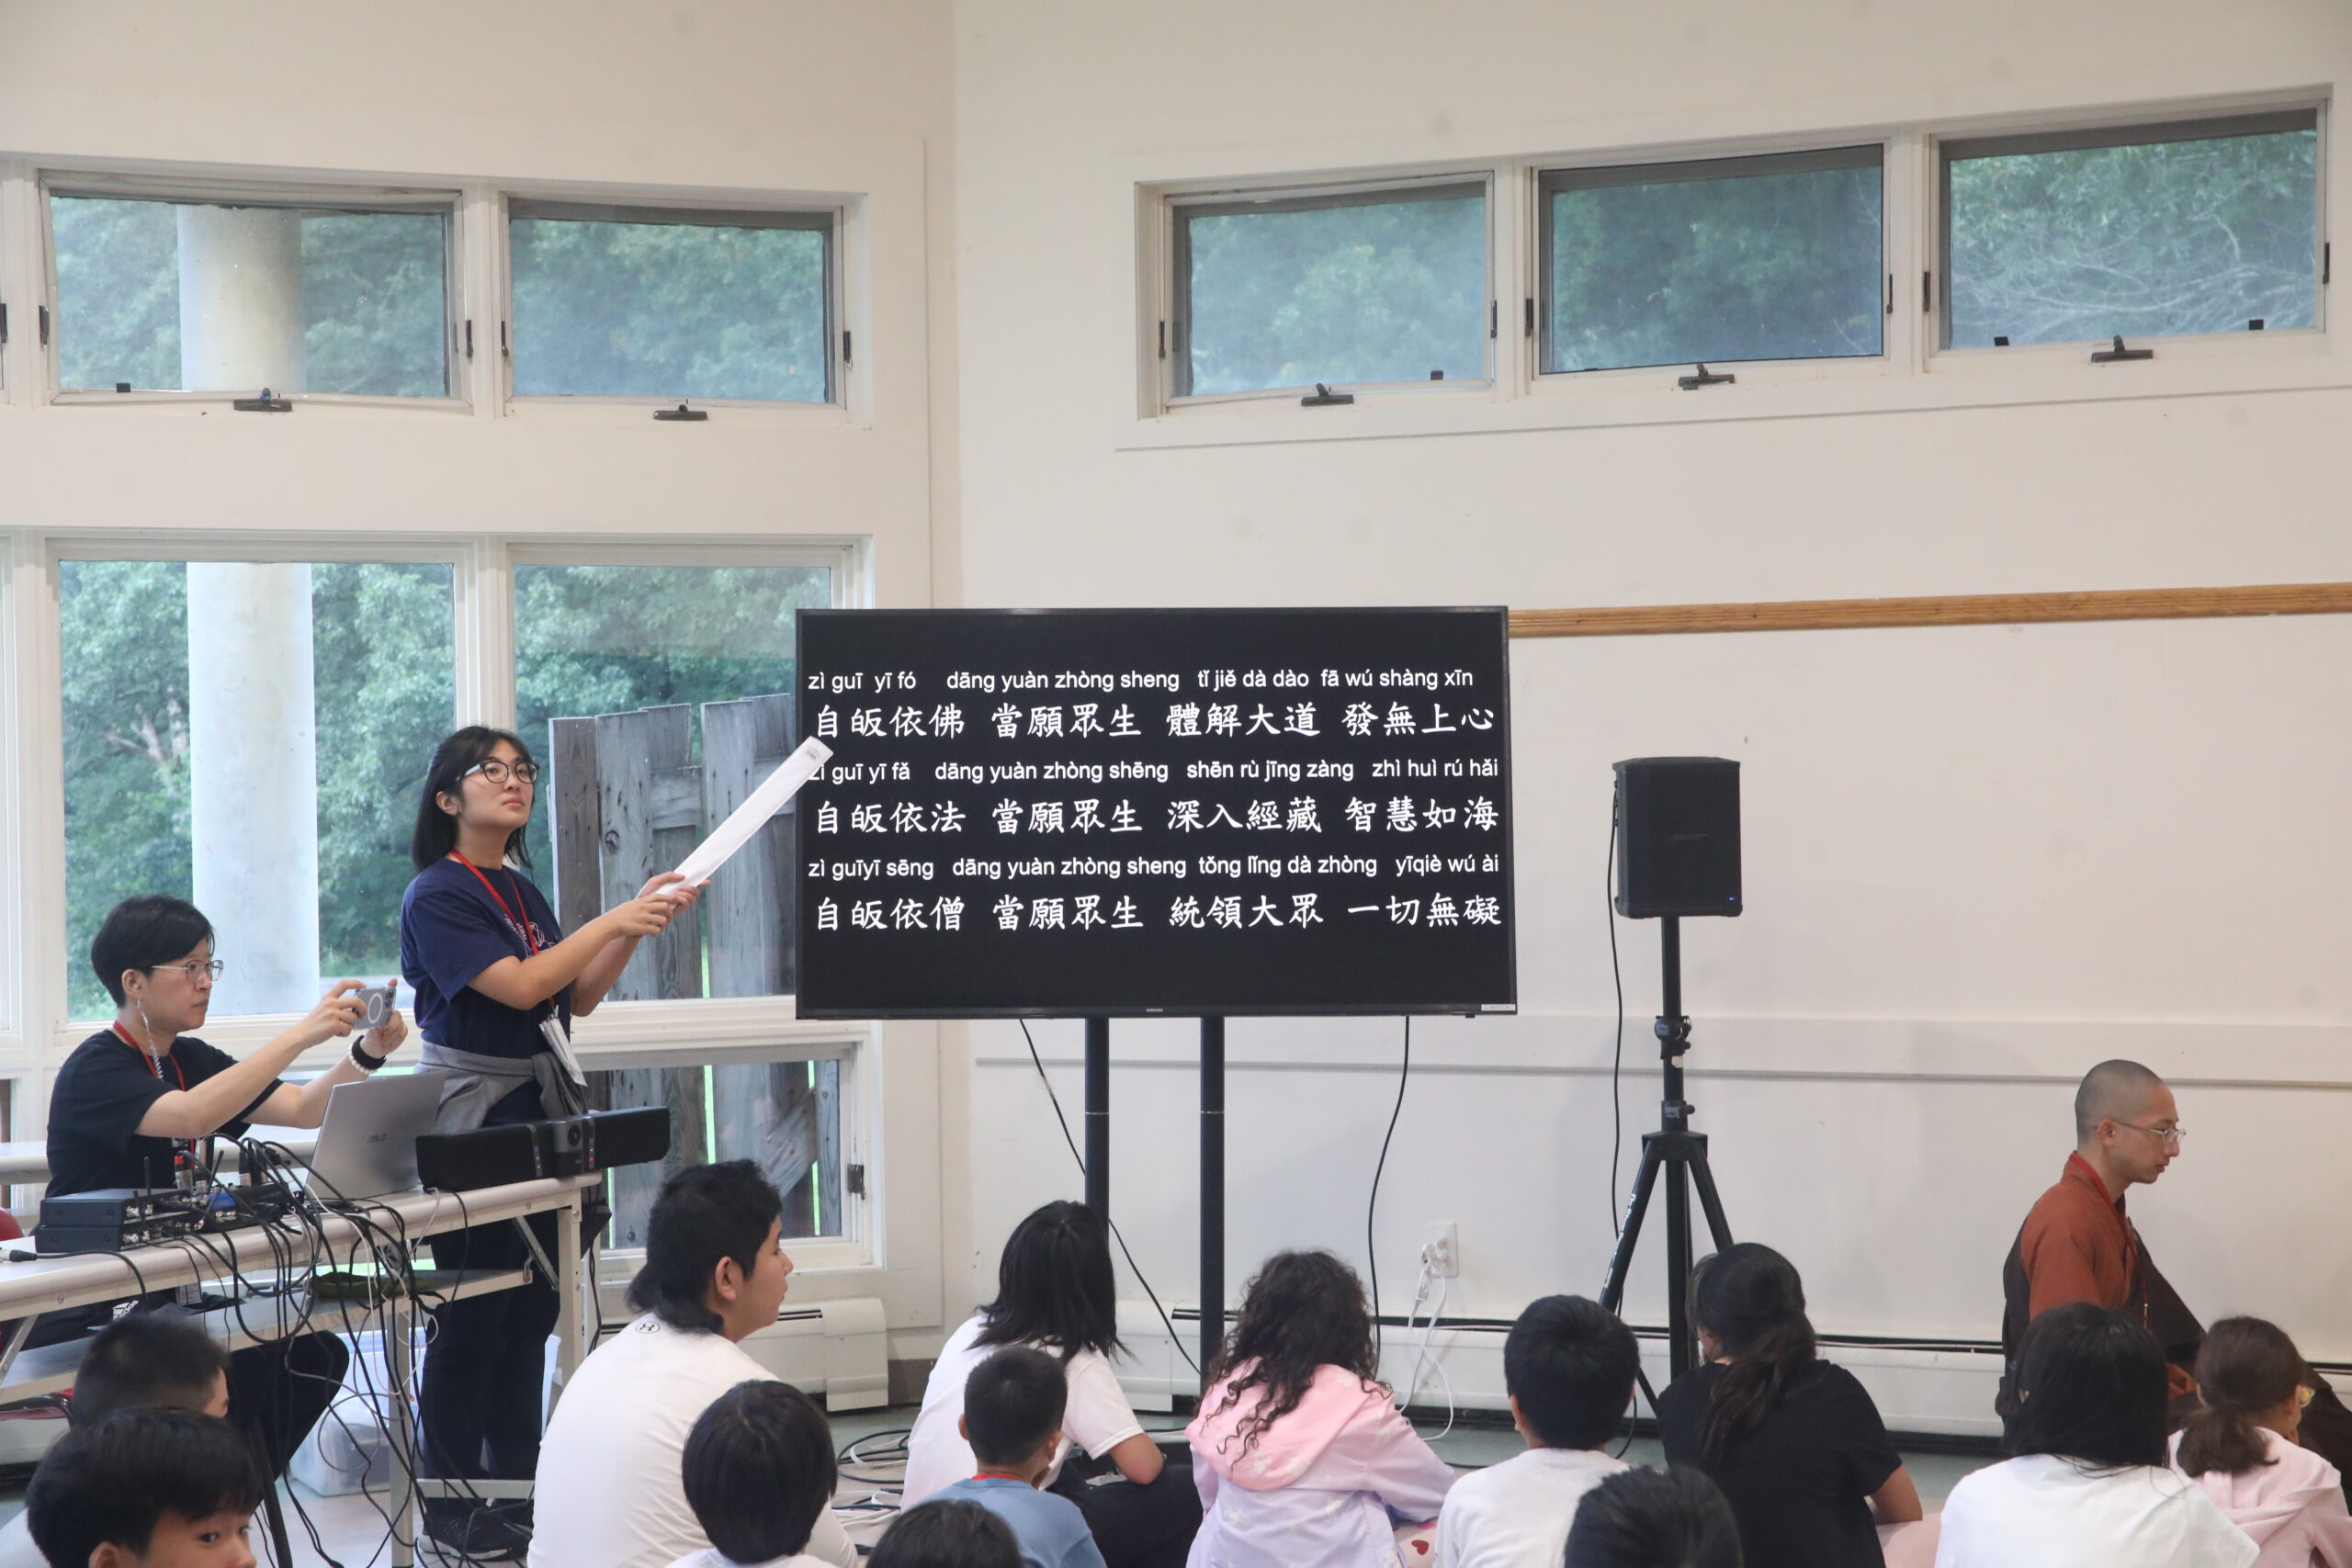 zì guī yī fó dāng yuàn zhòng sheng tǐ jiě dà dào fā wú shàng xīn
自皈依佛 當願眾生 體解大道 發無上心
zì guī yī fǎ dāng yuàn zhòng shēng shēn rù jīng zàng zhì huì rú hǎi
自皈依法 當願眾生 深入經藏 智慧如海
zì guīyī sēng dāng yuàn zhòng sheng tǒng lǐng dà zhòng yīqiè wú ài
自皈依僧 當願眾生 統領大眾 一切無礙
SAMSUNG